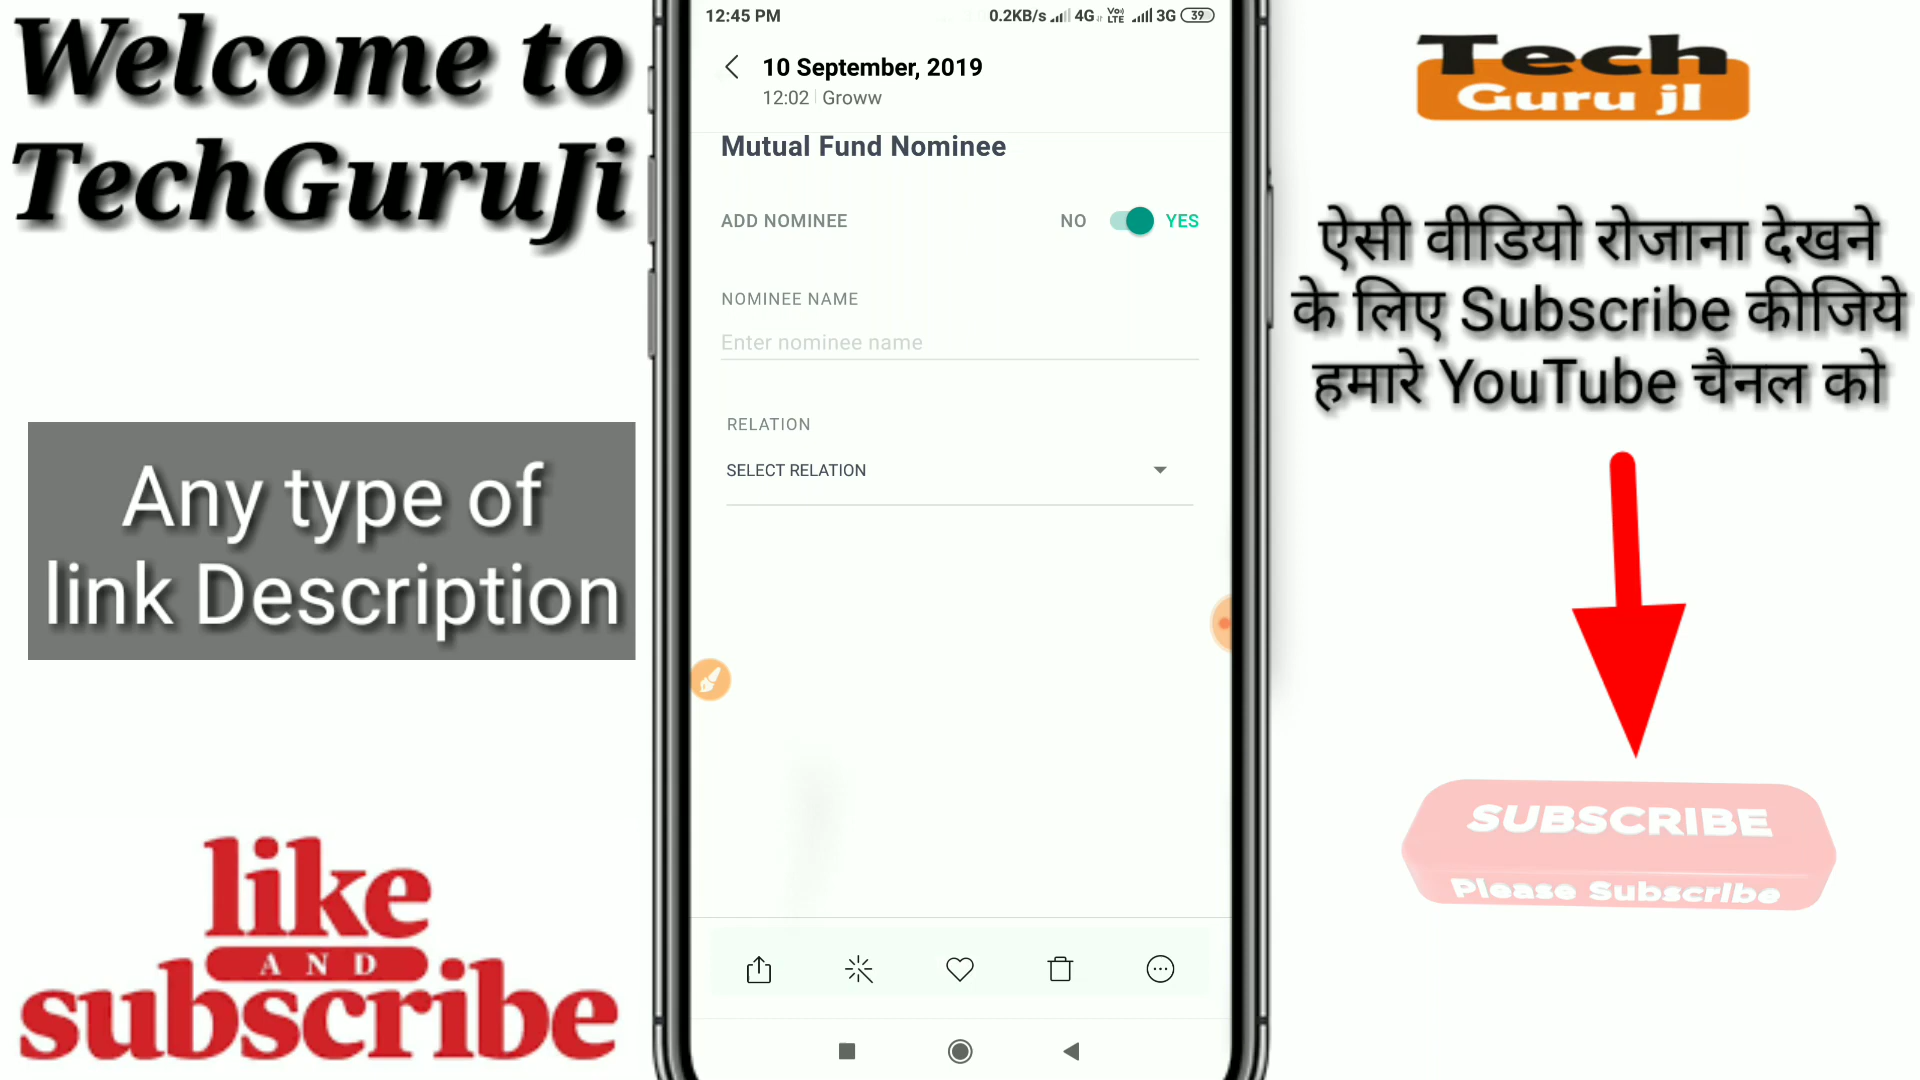 Welcome to
TechGuruJi
Any type of
link Description
like
AND
subscribe
12:45 PM
0.2KB/s 4G Vo) LTE 3G 39
10 September, 2019
12:02 Groww
Mutual Fund Nominee
ADD NOMINEE NO YES
NOMINEE NAME
Enter nominee name
RELATION
SELECT RELATION
Tech
Guru jI
ऐसी वीडियो रोजाना देखने
के लिए Subscribe कीजिये
हमारे YouTube चैनल को
SUBSCRIBE
Please Subscribe